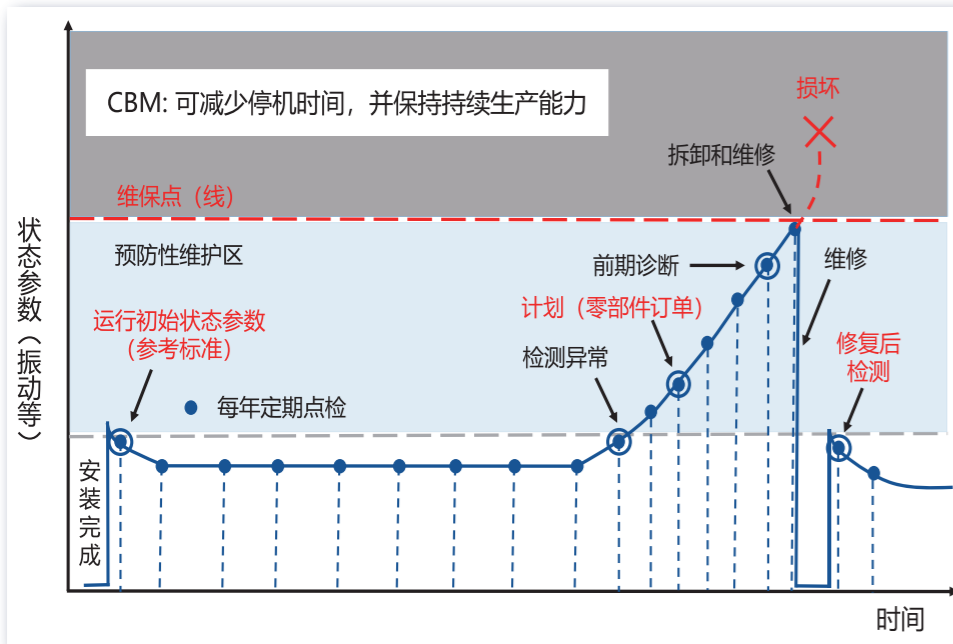 CBM: 可减少停机时间，并保持持续生产能力
损坏
拆卸和维修
维保点（线）
预防性维护区
前期诊断
维修
计划（零部件订单）
运行初始状态参数
（参考标准）
检测异常
修复后
检测
每年定期点检
安装完成
状态参数（振动等）
时间